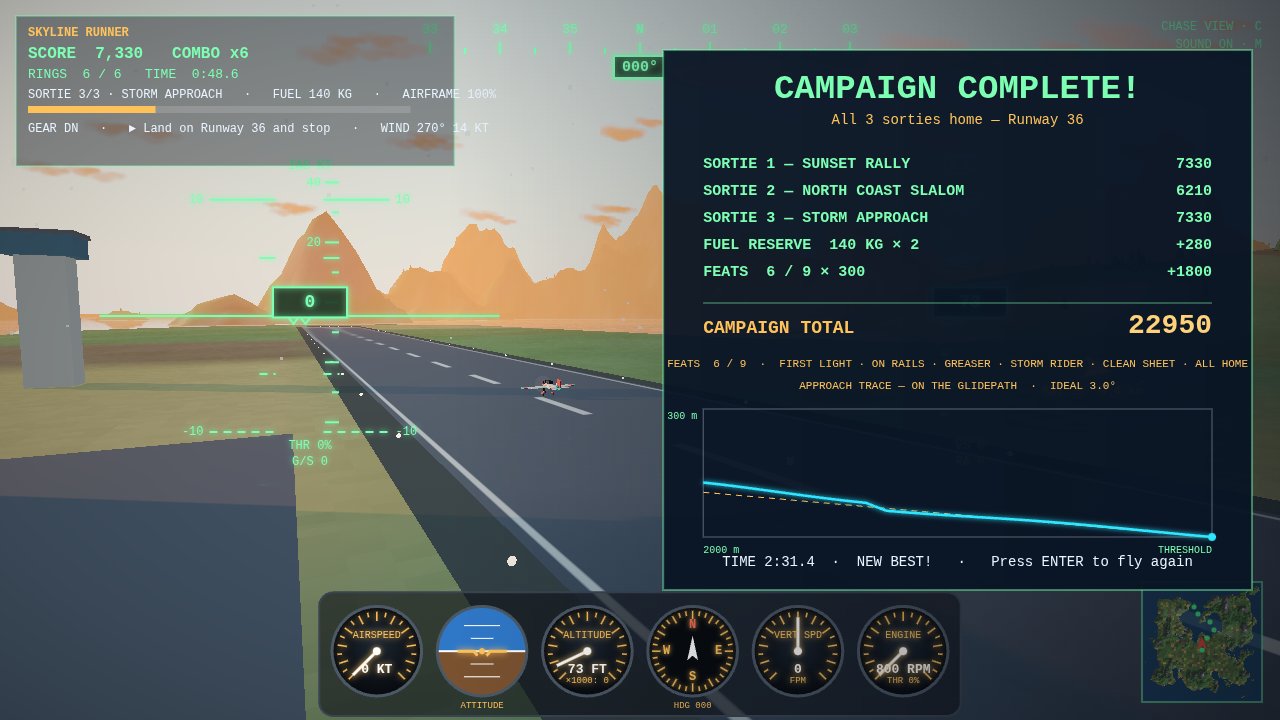 SKYLINE RUNNER
SCORE 7,330 COMBO x6
RINGS 6 / 6 TIME 0:48.6
SORTIE 3/3 · STORM APPROACH · FUEL 140 KG · AIRFRAME 100%
GEAR DN · ► Land on Runway 36 and stop · WIND 270° 14 KT
33 34 35 N 01 02 03
000°
CHASE VIEW · C
SOUND ON · M
40
10 10
20
0
-10 -10
THR 0%
G/S 0
CAMPAIGN COMPLETE!
All 3 sorties home — Runway 36
SORTIE 1 — SUNSET RALLY 7330
SORTIE 2 — NORTH COAST SLALOM 6210
SORTIE 3 — STORM APPROACH 7330
FUEL RESERVE 140 KG × 2 +280
FEATS 6 / 9 × 300 +1800
CAMPAIGN TOTAL 22950
FEATS 6 / 9 · FIRST LIGHT · ON RAILS · GREASER · STORM RIDER · CLEAN SHEET · ALL HOME
APPROACH TRACE — ON THE GLIDEPATH · IDEAL 3.0°
300 m
2000 m THRESHOLD
TIME 2:31.4 · NEW BEST! · Press ENTER to fly again
AIRSPEED
0 KT
ATTITUDE
ALTITUDE
73 FT
×1000: 0
N
W E
S
HDG 000
VERT SPD
0
FPM
ENGINE
800 RPM
THR 0%